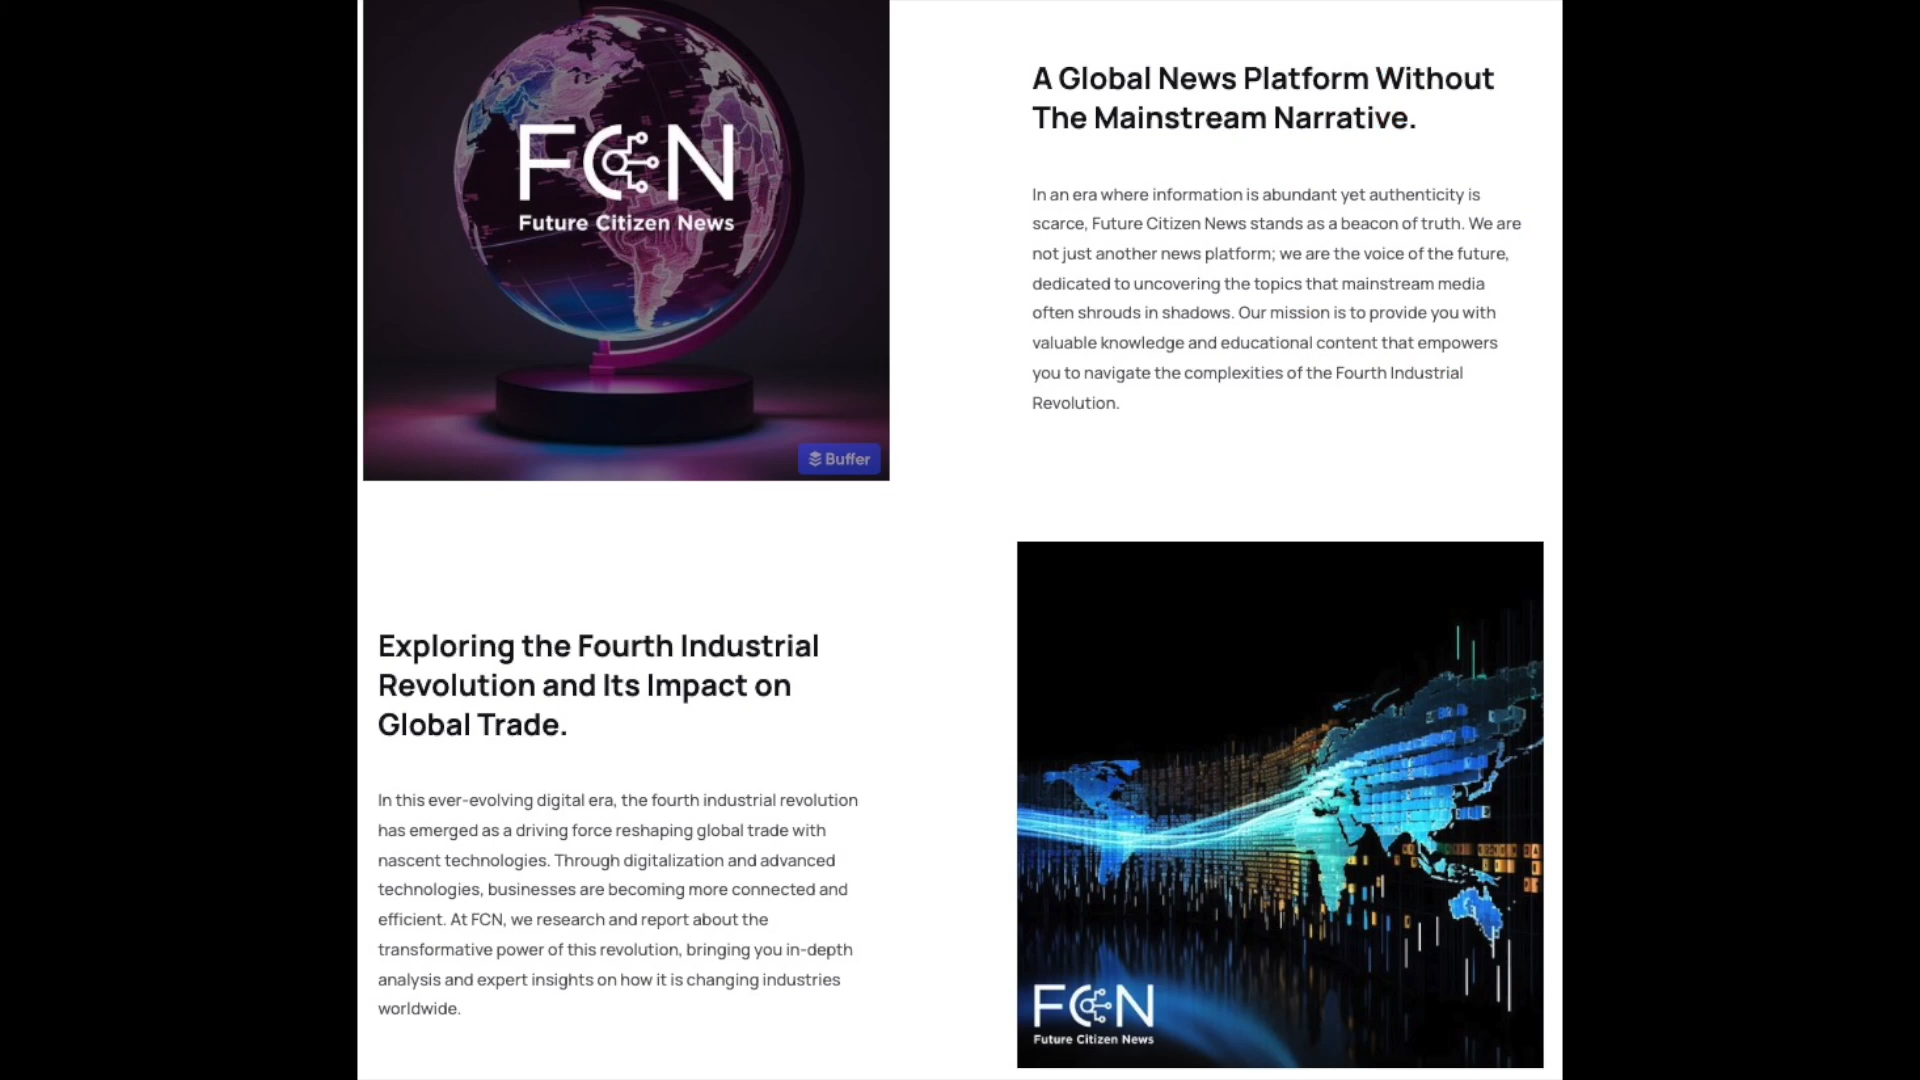 FCN
Future Citizen News
Buffer
A Global News Platform Without
The Mainstream Narrative.
In an era where information is abundant yet authenticity is
scarce, Future Citizen News stands as a beacon of truth. We are
not just another news platform; we are the voice of the future,
dedicated to uncovering the topics that mainstream media
often shrouds in shadows. Our mission is to provide you with
valuable knowledge and educational content that empowers
you to navigate the complexities of the Fourth Industrial
Revolution.
Exploring the Fourth Industrial
Revolution and Its Impact on
Global Trade.
In this ever-evolving digital era, the fourth industrial revolution
has emerged as a driving force reshaping global trade with
nascent technologies. Through digitalization and advanced
technologies, businesses are becoming more connected and
efficient. At FCN, we research and report about the
transformative power of this revolution, bringing you in-depth
analysis and expert insights on how it is changing industries
worldwide.
FCN
Future Citizen News